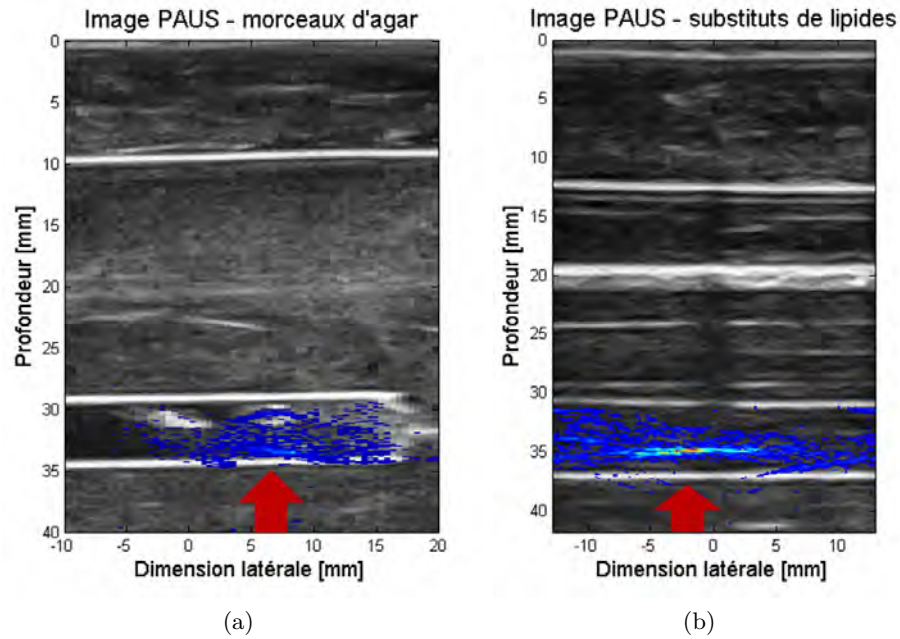 Image PAUS - morceaux d'agar
0
5
10
15
20
25
30
35
40
-10 -5 0 5 10 15 20
Profondeur [mm]
Dimension latérale [mm]
(a)
Image PAUS - substituts de lipides
0
5
10
15
20
25
30
35
40
-10 -5 0 5 10
Profondeur [mm]
Dimension latérale [mm]
(b)